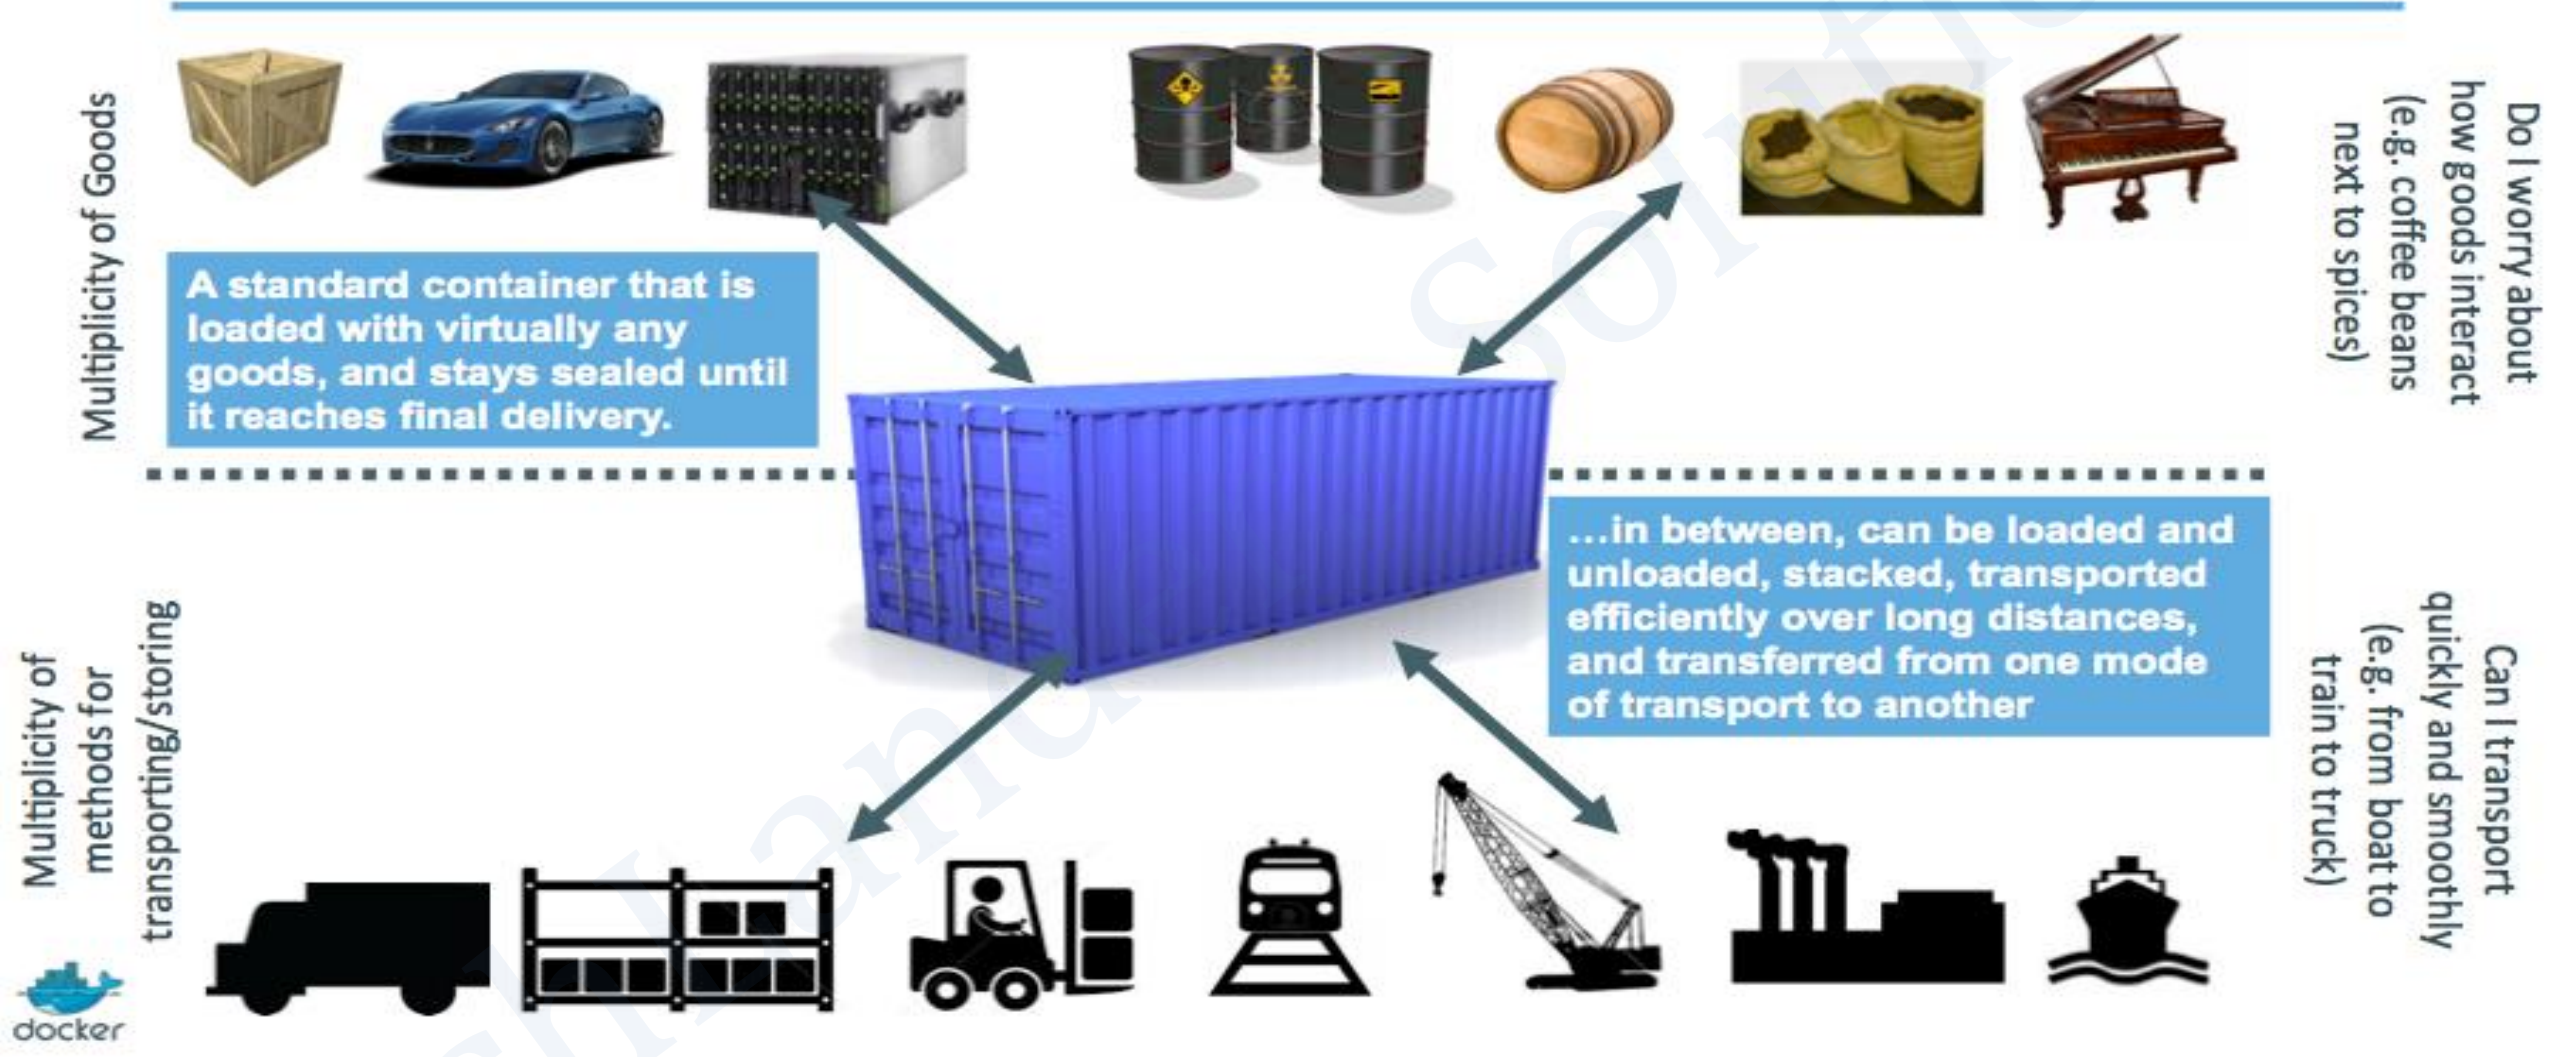 Multiplicity of Goods
A standard container that is
loaded with virtually any
goods, and stays sealed until
it reaches final delivery.
Do I worry about
how goods interact
(e.g. coffee beans
next to spices)
Multiplicity of
methods for
transporting/storing
...in between, can be loaded and
unloaded, stacked, transported
efficiently over long distances,
and transferred from one mode
of transport to another
Can I transport
quickly and smoothly
(e.g. from boat to
train to truck)
docker